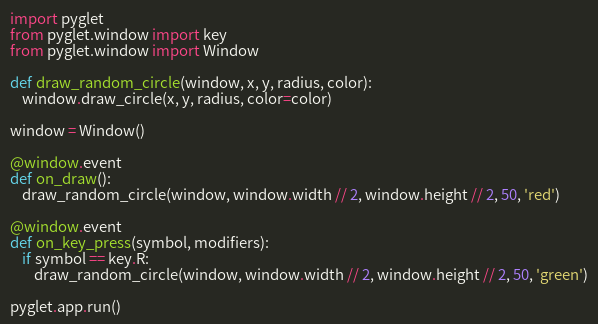 import pyglet
from pyglet.window import key
from pyglet.window import Window

def draw_random_circle(window, x, y, radius, color):
    window.draw_circle(x, y, radius, color=color)

window = Window()

@window.event
def on_draw():
    draw_random_circle(window, window.width // 2, window.height // 2, 50, 'red')

@window.event
def on_key_press(symbol, modifiers):
    if symbol == key.R:
        draw_random_circle(window, window.width // 2, window.height // 2, 50, 'green')

pyglet.app.run()